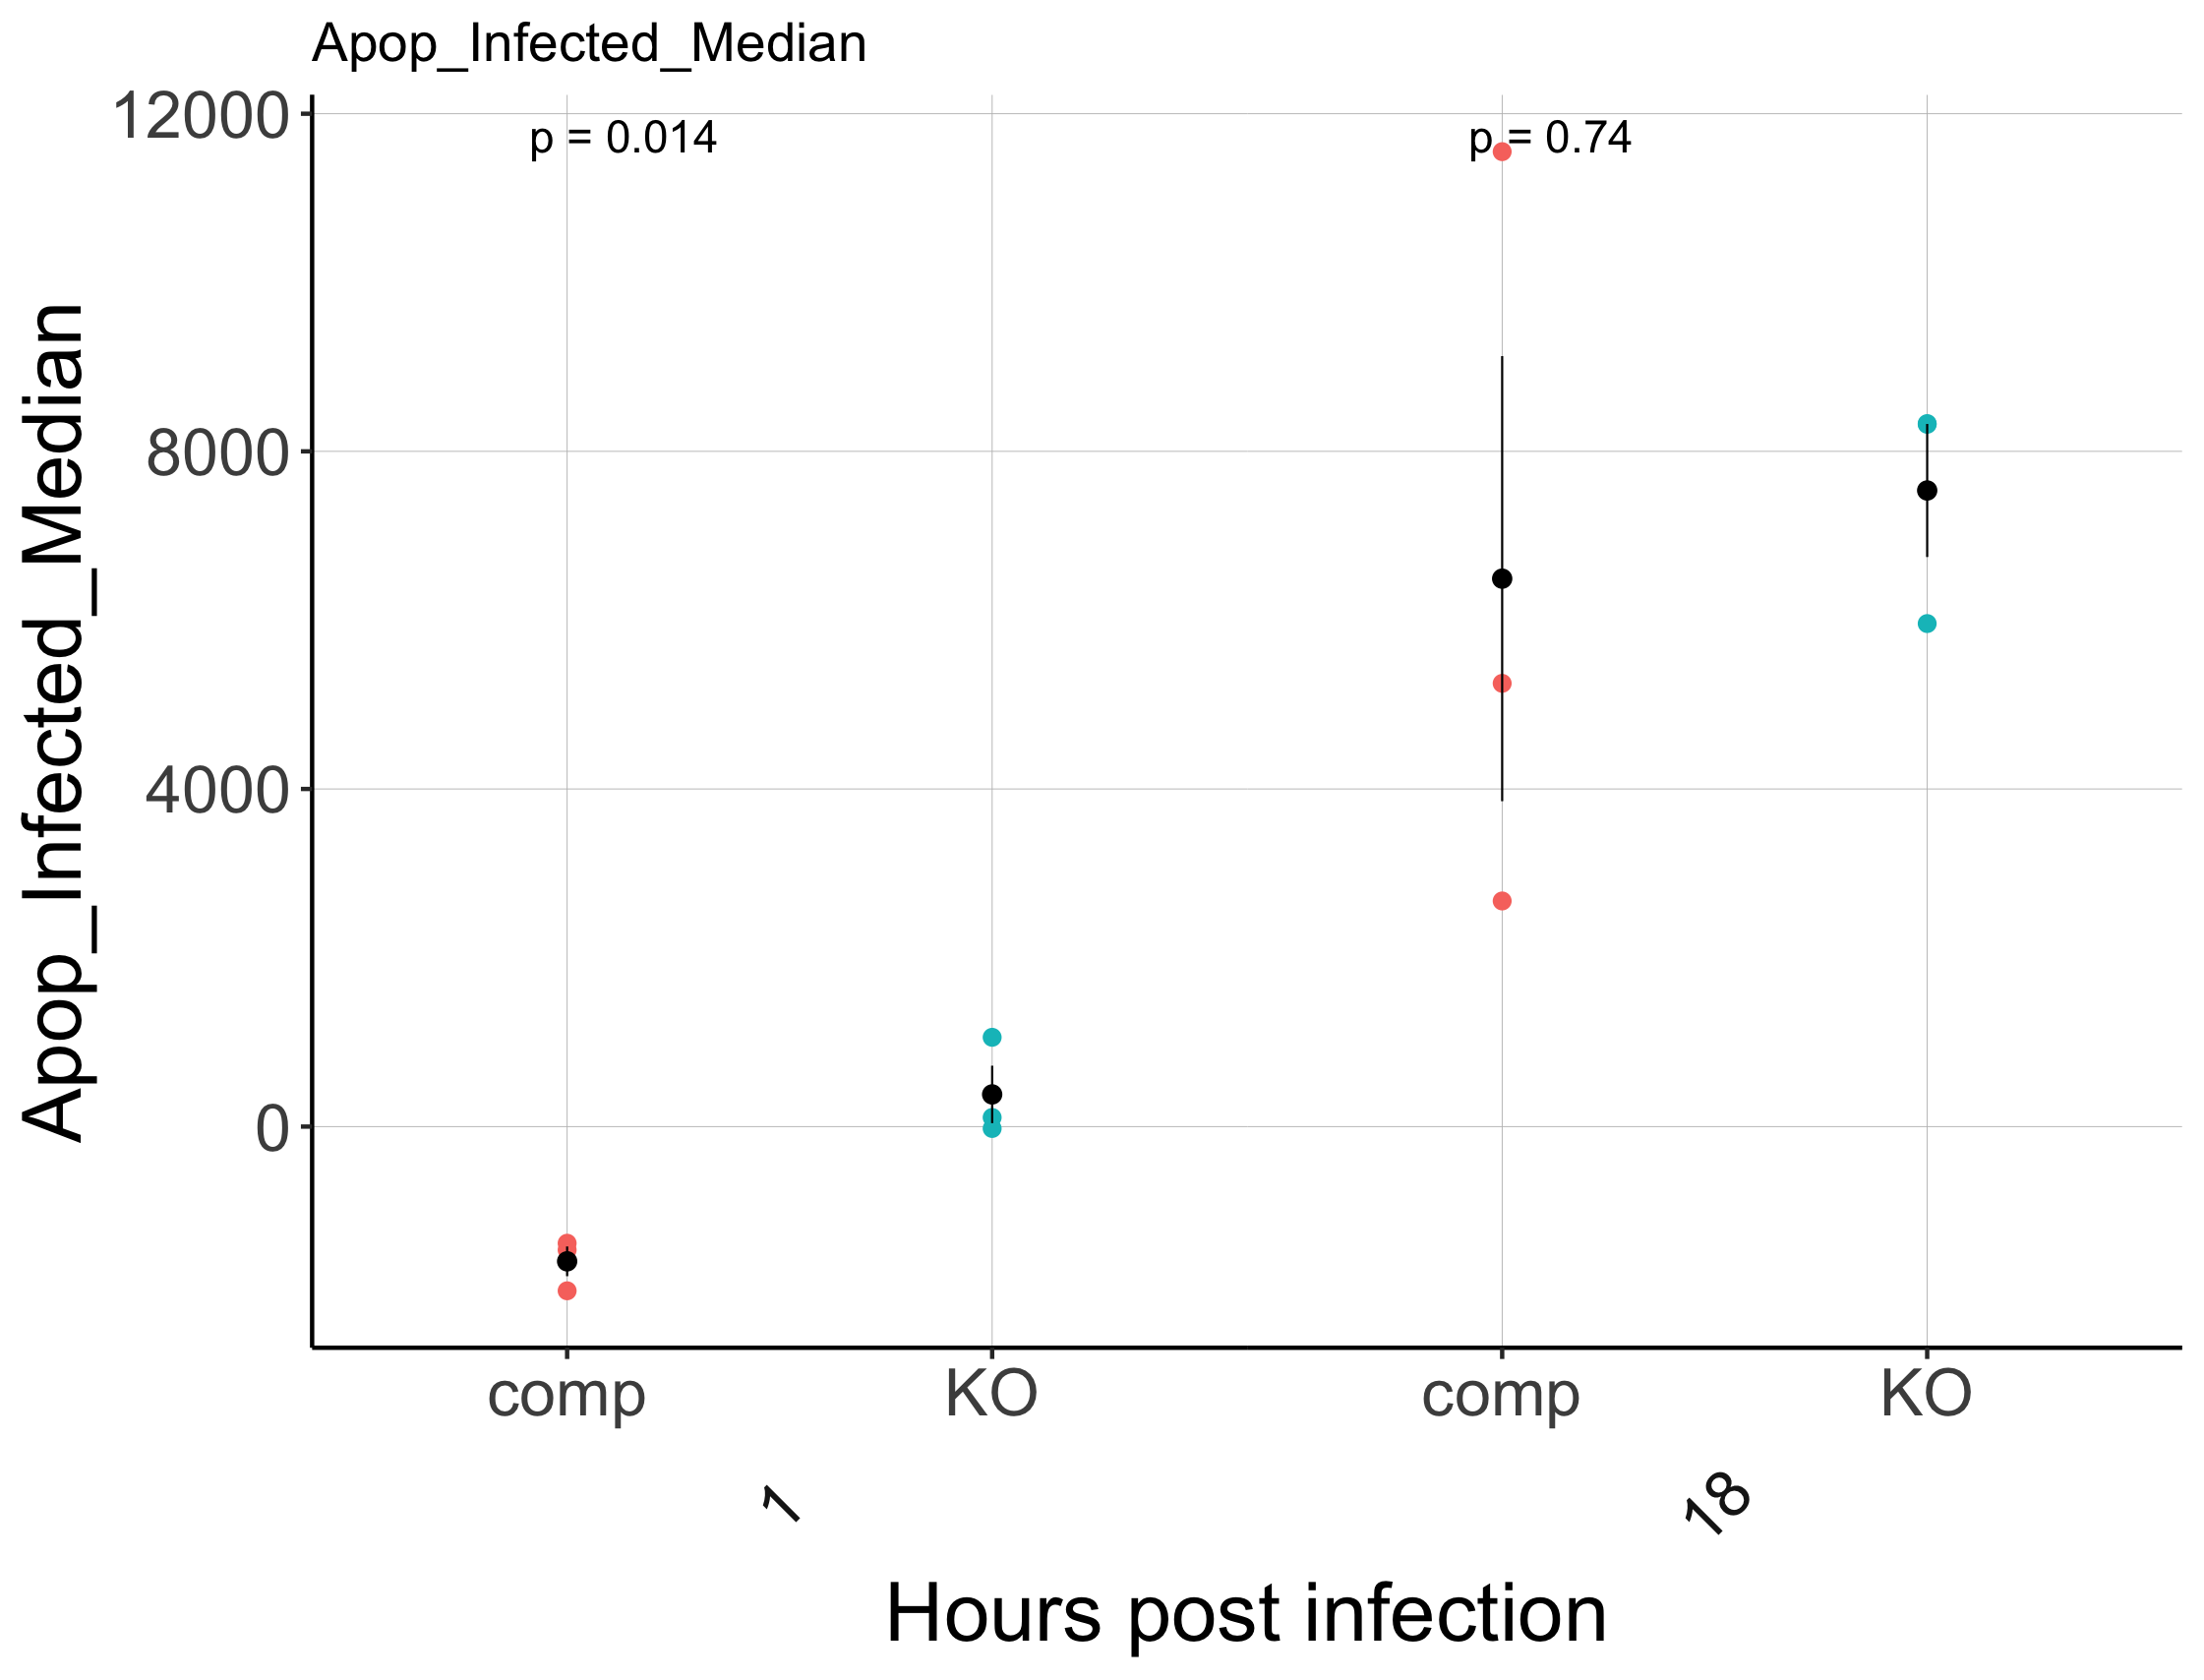 Apop_Infected_Median
12000
p = 0.014
p = 0.74
8000
4000
0
Apop_Infected_Median
comp
KO
comp
KO
1
18
Hours post infection